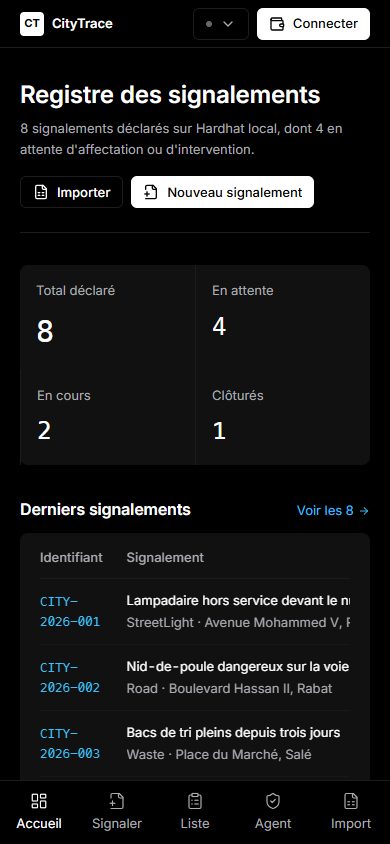 CT CityTrace
Connecter
Registre des signalements
8 signalements déclarés sur Hardhat local, dont 4 en
attente d'affectation ou d'intervention.
Importer
Nouveau signalement
Total déclaré
8
En attente
4
En cours
2
Clôturés
1
Derniers signalements
Voir les 8 →
Identifiant Signalement
CITY-
2026-001
Lampadaire hors service devant le
StreetLight · Avenue Mohammed V,
CITY-
2026-002
Nid-de-poule dangereux sur la voie
Road · Boulevard Hassan II, Rabat
CITY-
2026-003
Bacs de tri pleins depuis trois jours
Waste · Place du Marché, Salé
Accueil Signaler Liste Agent Import